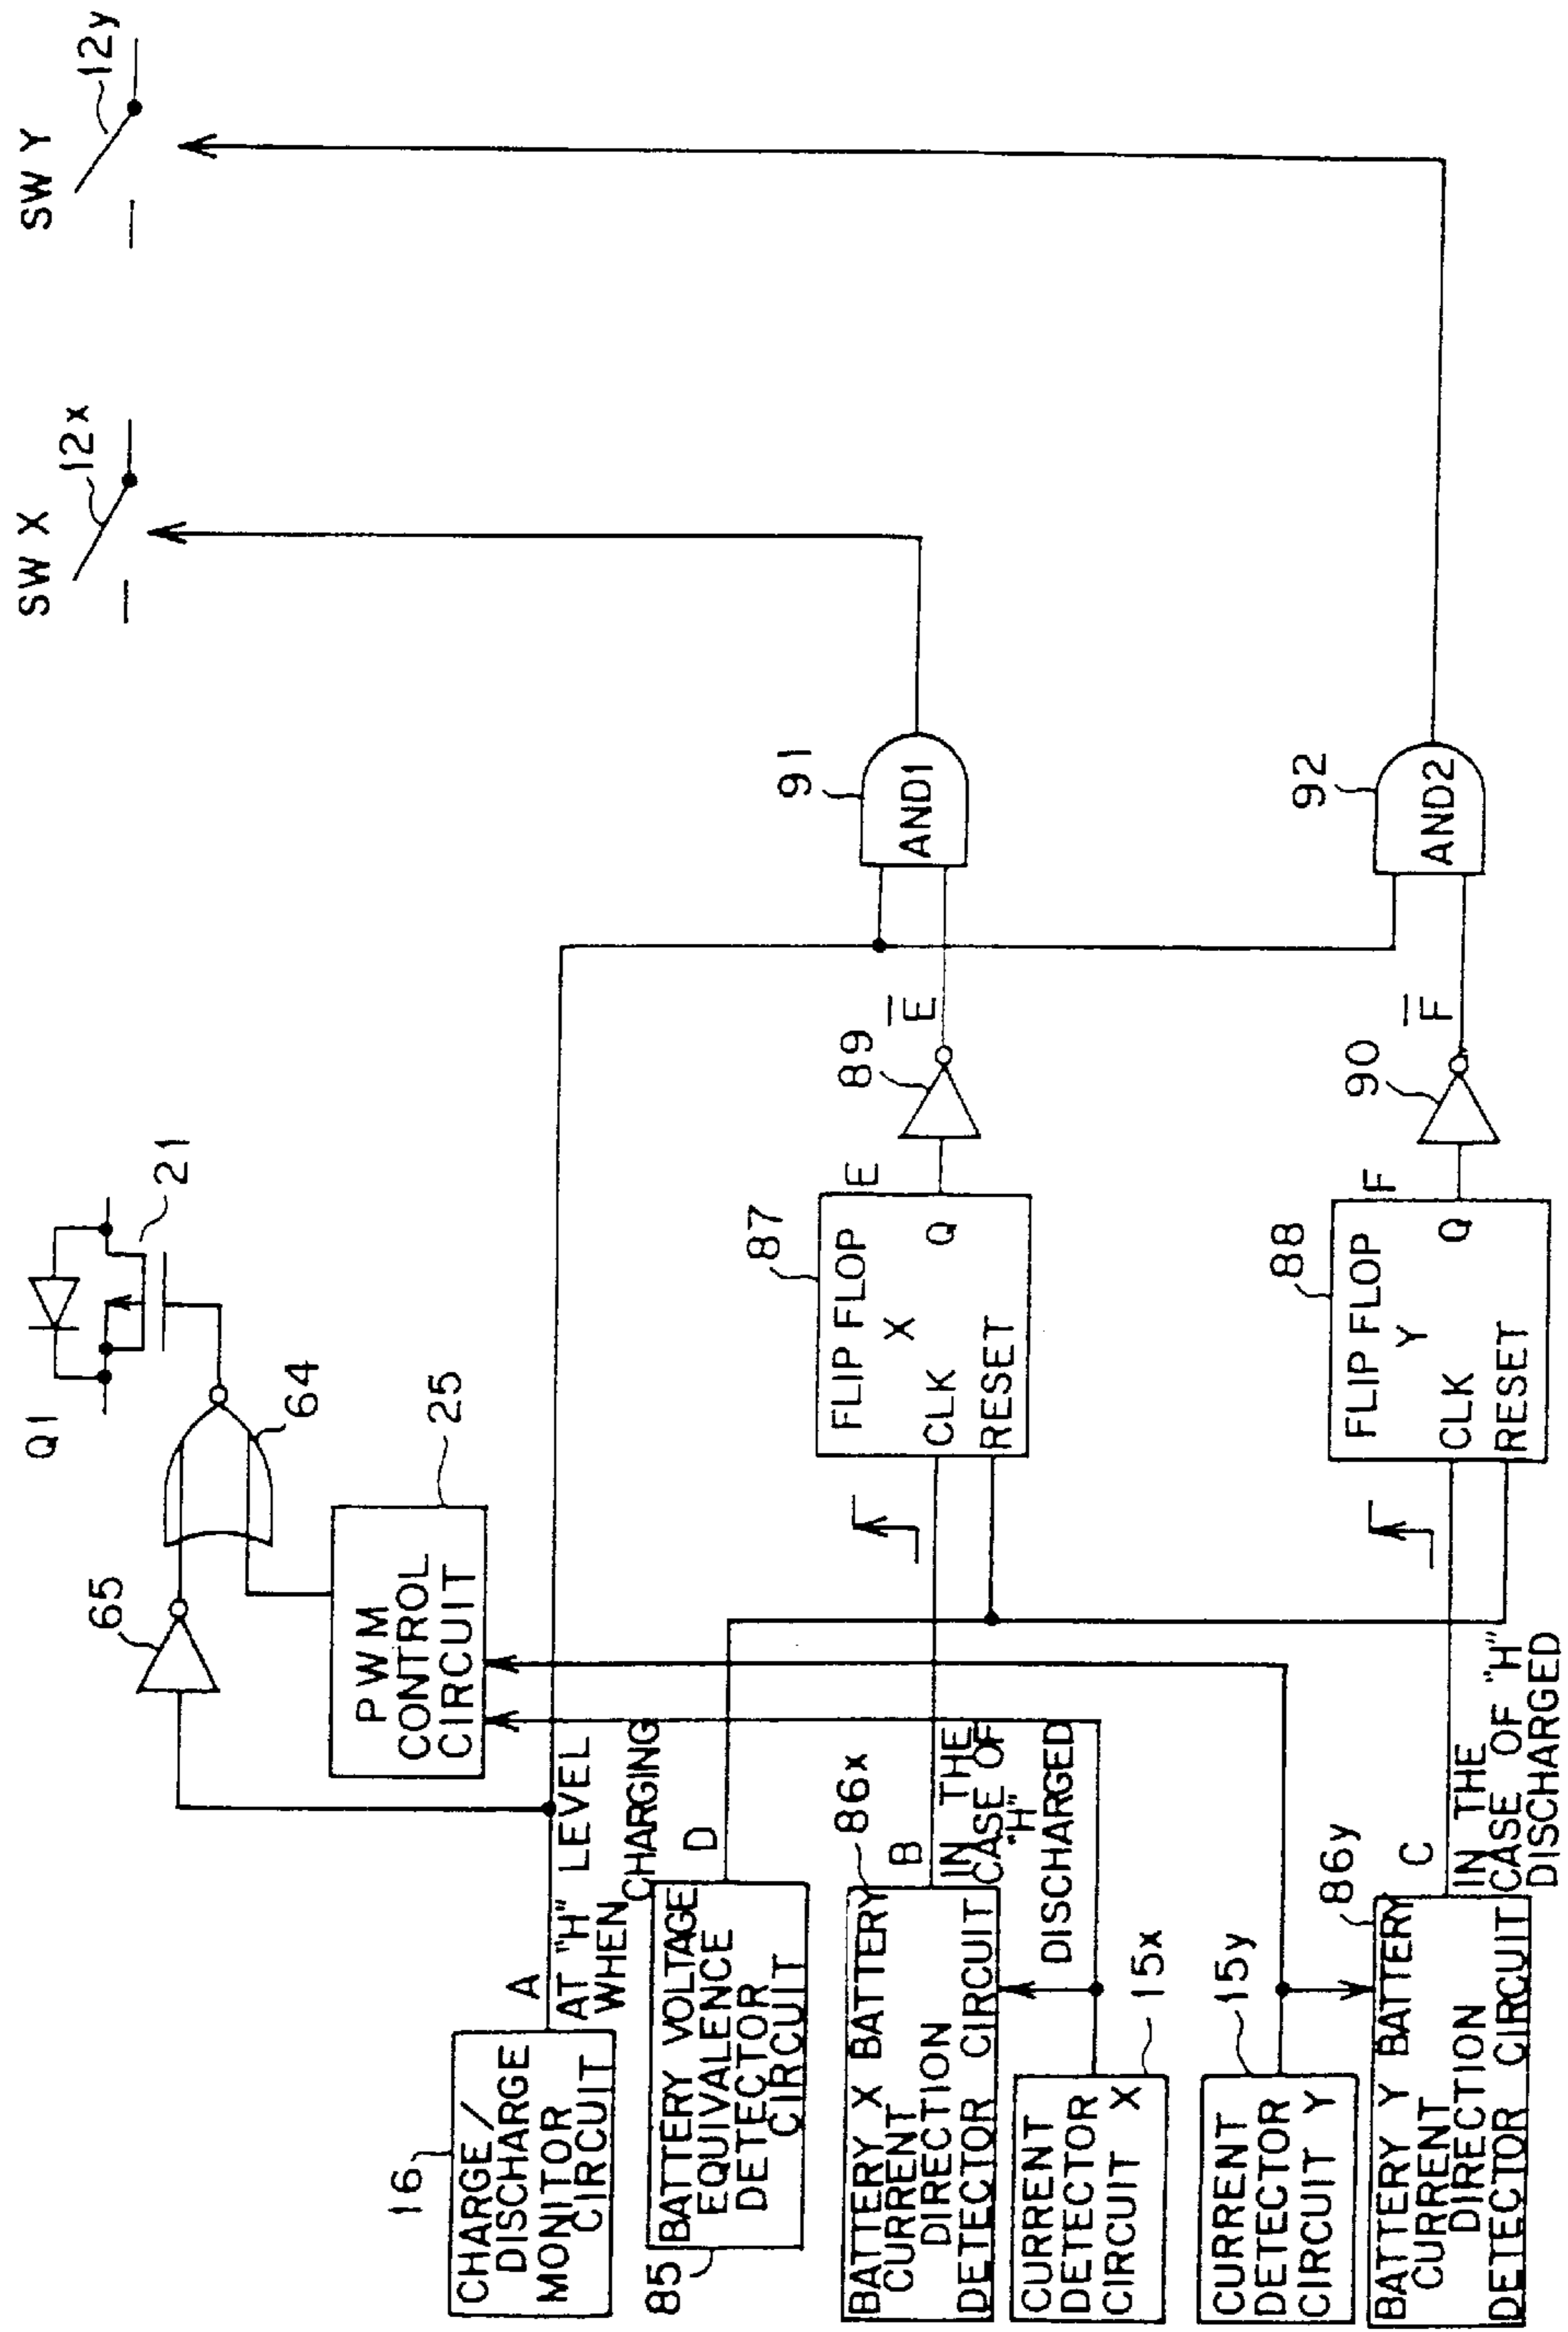 Q1
21
SW X
12x
SW Y
12y
65
64
PWM
CONTROL
CIRCUIT
25
16
CHARGE/
DISCHARGE
MONITOR
CIRCUIT
A
AT "H" LEVEL
WHEN CHARGING
85
BATTERY VOLTAGE
EQUIVALENCE
DETECTOR
CIRCUIT
D
BATTERY X BATTERY
CURRENT
DIRECTION
DETECTOR CIRCUIT
86x
B
IN THE
CASE OF
"H"
DISCHARGED
CURRENT
DETECTOR
CIRCUIT X
15x
CURRENT
DETECTOR
CIRCUIT Y
15y
BATTERY Y BATTERY
CURRENT
DIRECTION
DETECTOR CIRCUIT
86y
C
IN THE
CASE OF "H"
DISCHARGED
87
FLIP FLOP
X
CLK
Q
RESET
E
89
E̅
91
AND1
88
FLIP FLOP
Y
CLK
Q
RESET
F
90
F̅
92
AND2